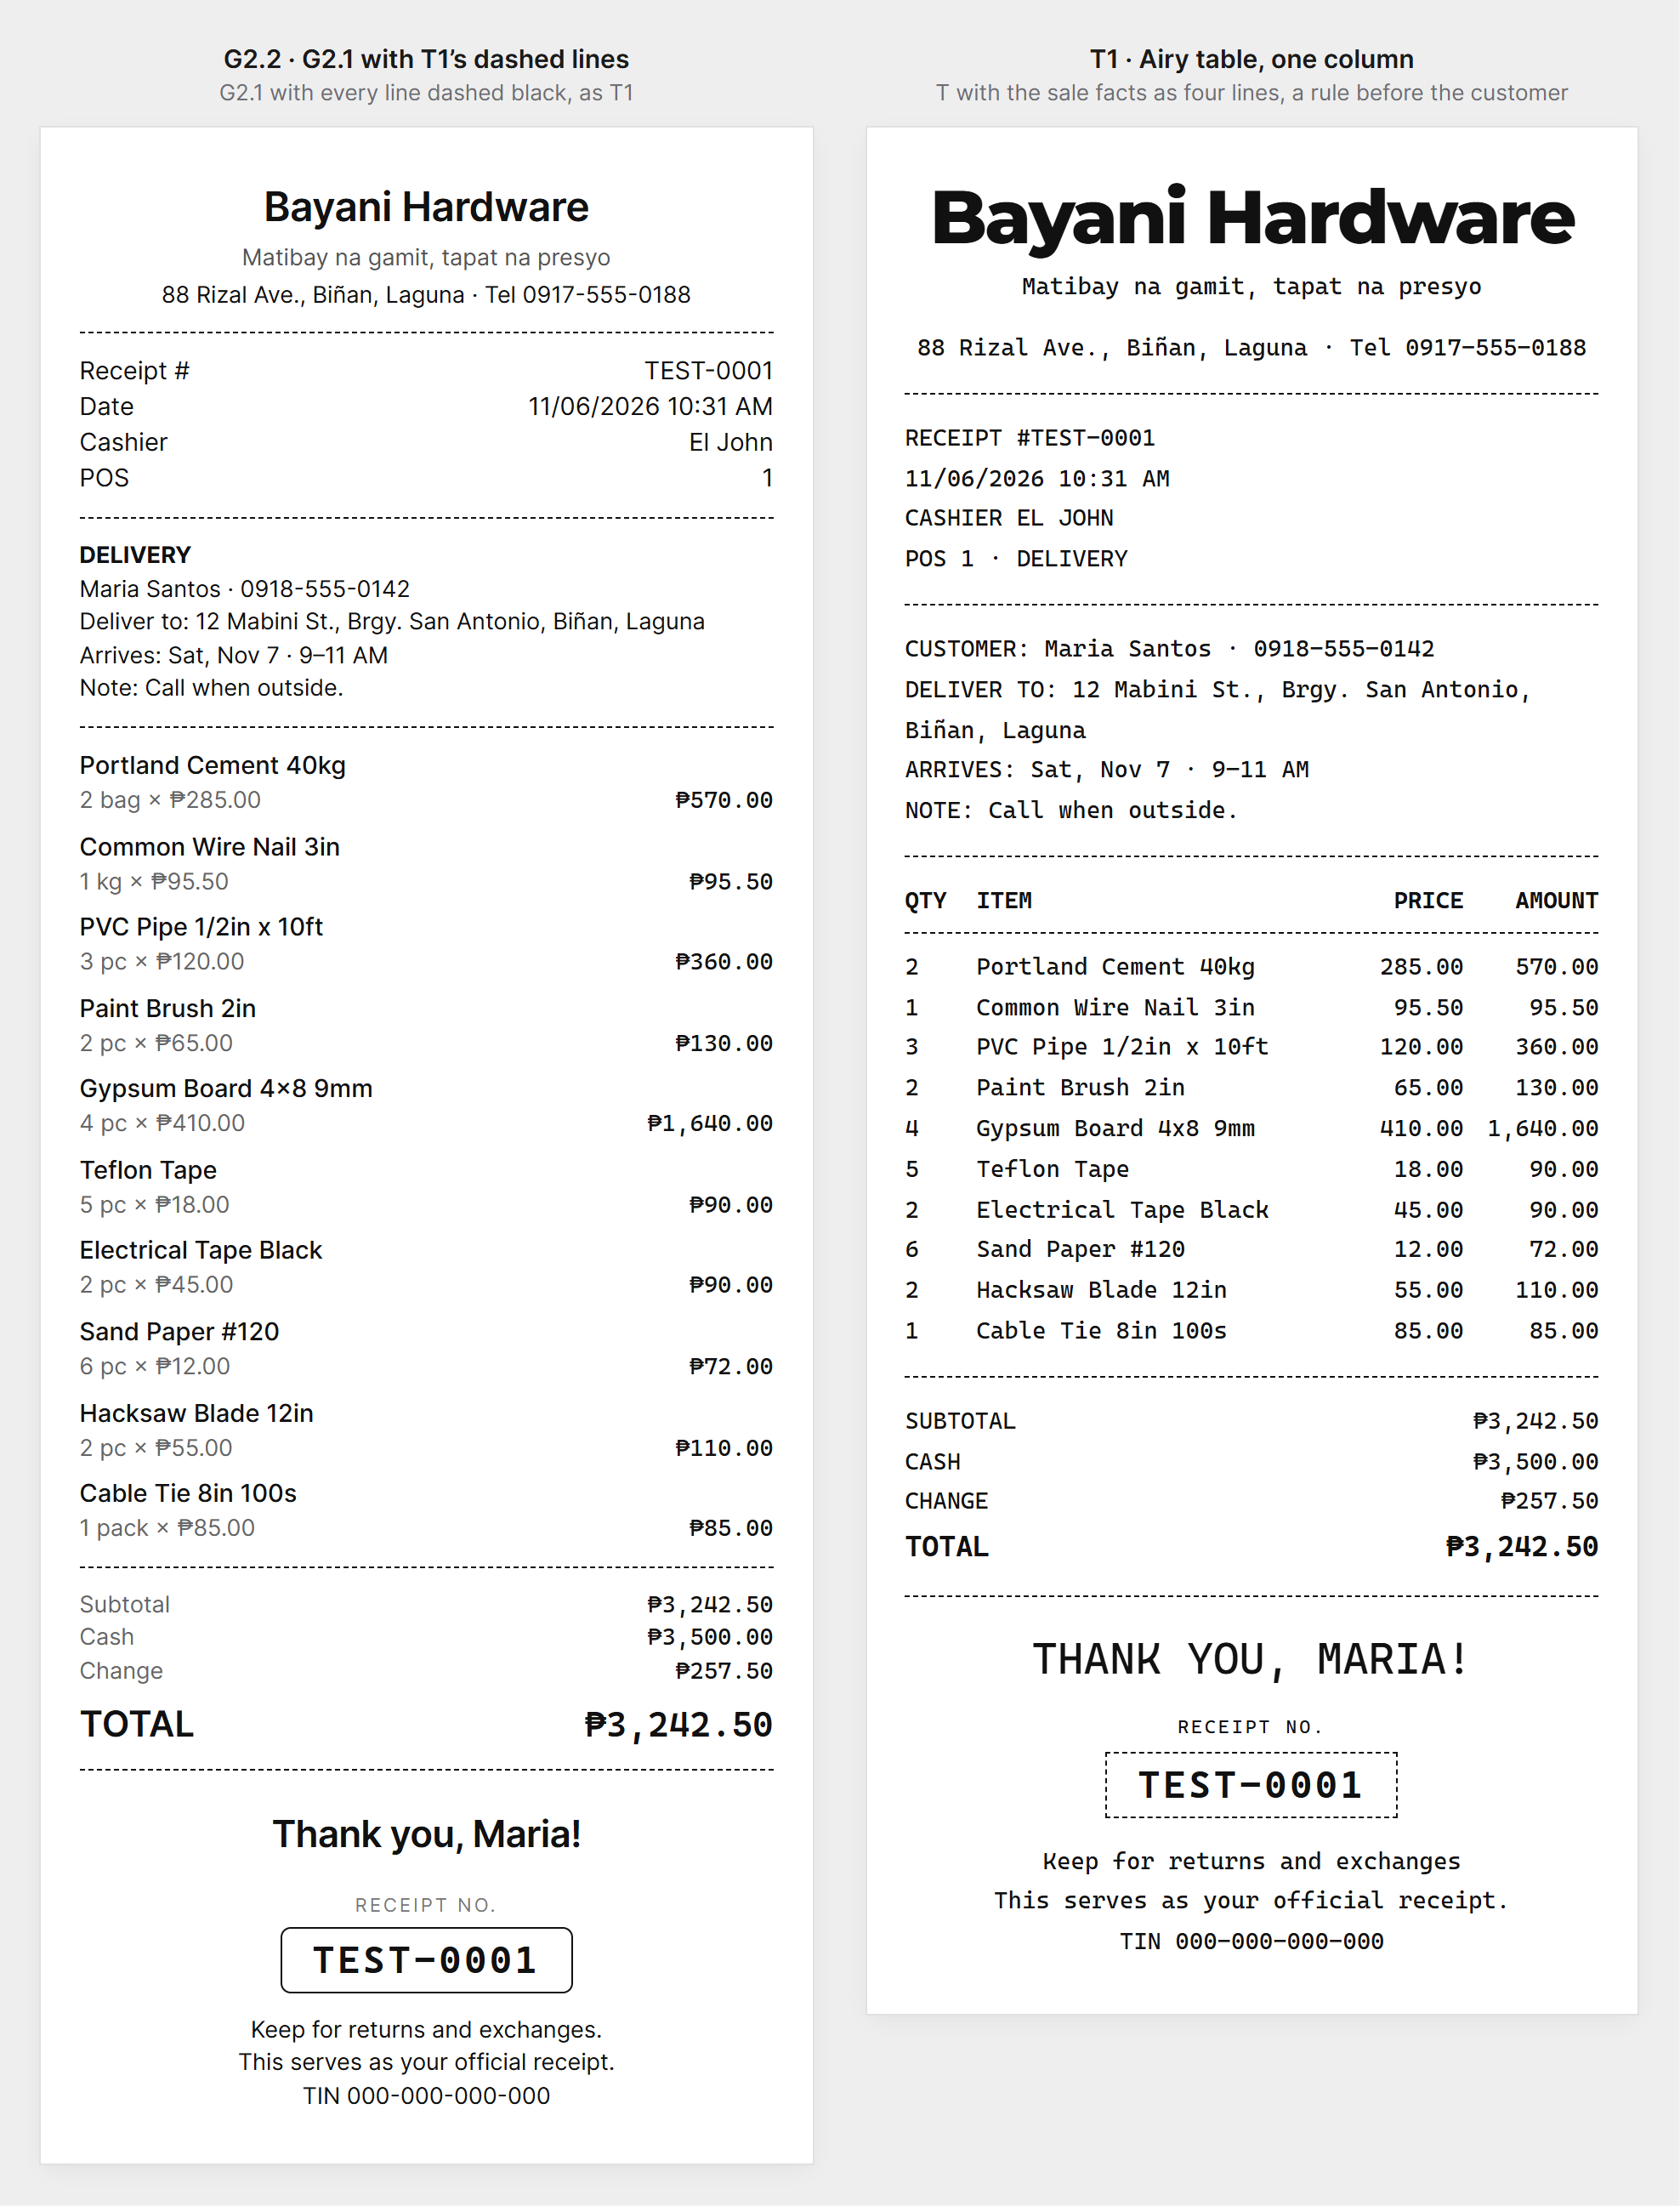 G2.2 · G2.1 with T1’s dashed lines
G2.1 with every line dashed black, as T1
Bayani Hardware
Matibay na gamit, tapat na presyo
88 Rizal Ave., Biñan, Laguna · Tel 0917-555-0188
Receipt # TEST-0001
Date 11/06/2026 10:31 AM
Cashier El John
POS 1
DELIVERY
Maria Santos · 0918-555-0142
Deliver to: 12 Mabini St., Brgy. San Antonio, Biñan, Laguna
Arrives: Sat, Nov 7 · 9–11 AM
Note: Call when outside.
Portland Cement 40kg
2 bag × ₱285.00 ₱570.00
Common Wire Nail 3in
1 kg × ₱95.50 ₱95.50
PVC Pipe 1/2in x 10ft
3 pc × ₱120.00 ₱360.00
Paint Brush 2in
2 pc × ₱65.00 ₱130.00
Gypsum Board 4×8 9mm
4 pc × ₱410.00 ₱1,640.00
Teflon Tape
5 pc × ₱18.00 ₱90.00
Electrical Tape Black
2 pc × ₱45.00 ₱90.00
Sand Paper #120
6 pc × ₱12.00 ₱72.00
Hacksaw Blade 12in
2 pc × ₱55.00 ₱110.00
Cable Tie 8in 100s
1 pack × ₱85.00 ₱85.00
Subtotal ₱3,242.50
Cash ₱3,500.00
Change ₱257.50
TOTAL ₱3,242.50
Thank you, Maria!
RECEIPT NO.
TEST-0001
Keep for returns and exchanges.
This serves as your official receipt.
TIN 000-000-000-000
T1 · Airy table, one column
T with the sale facts as four lines, a rule before the customer
Bayani Hardware
Matibay na gamit, tapat na presyo
88 Rizal Ave., Biñan, Laguna · Tel 0917-555-0188
RECEIPT #TEST-0001
11/06/2026 10:31 AM
CASHIER EL JOHN
POS 1 · DELIVERY
CUSTOMER: Maria Santos · 0918-555-0142
DELIVER TO: 12 Mabini St., Brgy. San Antonio,
Biñan, Laguna
ARRIVES: Sat, Nov 7 · 9–11 AM
NOTE: Call when outside.
QTY ITEM PRICE AMOUNT
2 Portland Cement 40kg 285.00 570.00
1 Common Wire Nail 3in 95.50 95.50
3 PVC Pipe 1/2in x 10ft 120.00 360.00
2 Paint Brush 2in 65.00 130.00
4 Gypsum Board 4x8 9mm 410.00 1,640.00
5 Teflon Tape 18.00 90.00
2 Electrical Tape Black 45.00 90.00
6 Sand Paper #120 12.00 72.00
2 Hacksaw Blade 12in 55.00 110.00
1 Cable Tie 8in 100s 85.00 85.00
SUBTOTAL ₱3,242.50
CASH ₱3,500.00
CHANGE ₱257.50
TOTAL ₱3,242.50
THANK YOU, MARIA!
RECEIPT NO.
TEST-0001
Keep for returns and exchanges
This serves as your official receipt.
TIN 000-000-000-000